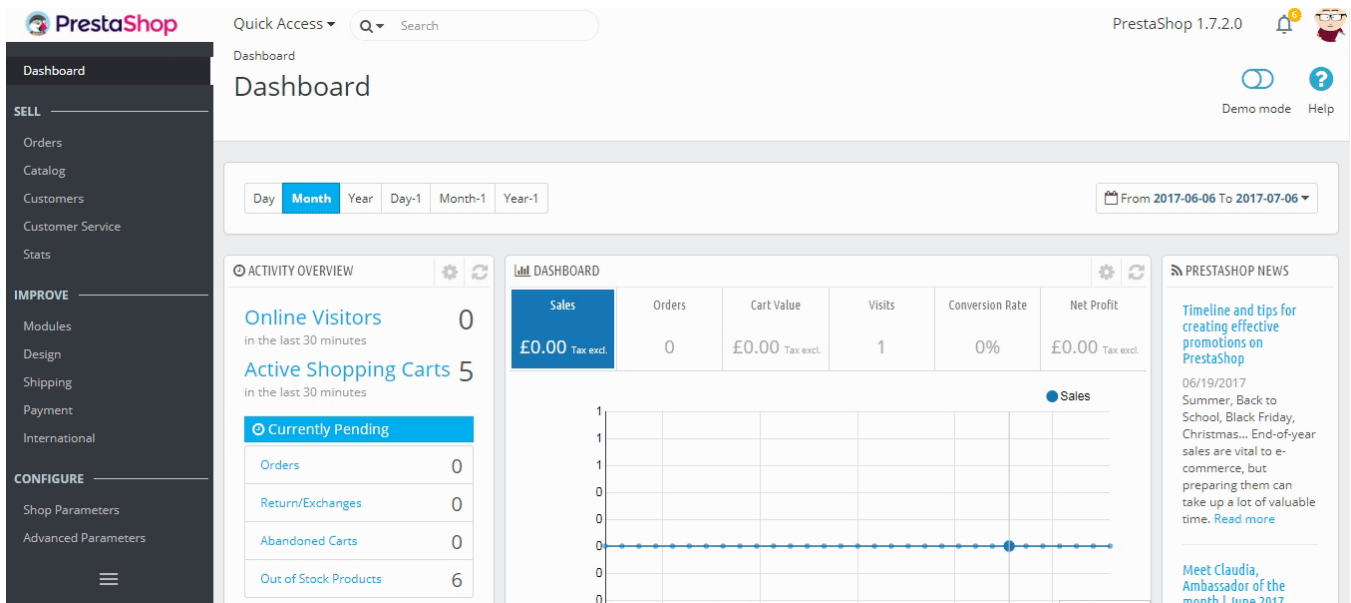 PrestaShop
Quick Access
Search
PrestaShop 1.7.2.0
6
Dashboard
Dashboard
Demo mode
Help
Dashboard
SELL
Orders
Catalog
Customers
Customer Service
Stats
IMPROVE
Modules
Design
Shipping
Payment
International
CONFIGURE
Shop Parameters
Advanced Parameters
Day Month Year Day-1 Month-1 Year-1
From 2017-06-06 To 2017-07-06
ACTIVITY OVERVIEW
Online Visitors 0
in the last 30 minutes
Active Shopping Carts 5
in the last 30 minutes
Currently Pending
Orders 0
Return/Exchanges 0
Abandoned Carts 0
Out of Stock Products 6
DASHBOARD
Sales
£0.00 Tax excl.
Orders
0
Cart Value
£0.00 Tax excl.
Visits
1
Conversion Rate
0%
Net Profit
£0.00 Tax excl.
Sales
1
1
1
0
0
0
0
0
PRESTASHOP NEWS
Timeline and tips for
creating effective
promotions on
PrestaShop
06/19/2017
Summer, Back to
School, Black Friday,
Christmas... End-of-year
sales are vital to e-
commerce, but
preparing them can
take up a lot of valuable
time. Read more
Meet Claudia,
Ambassador of the
month | June 2017